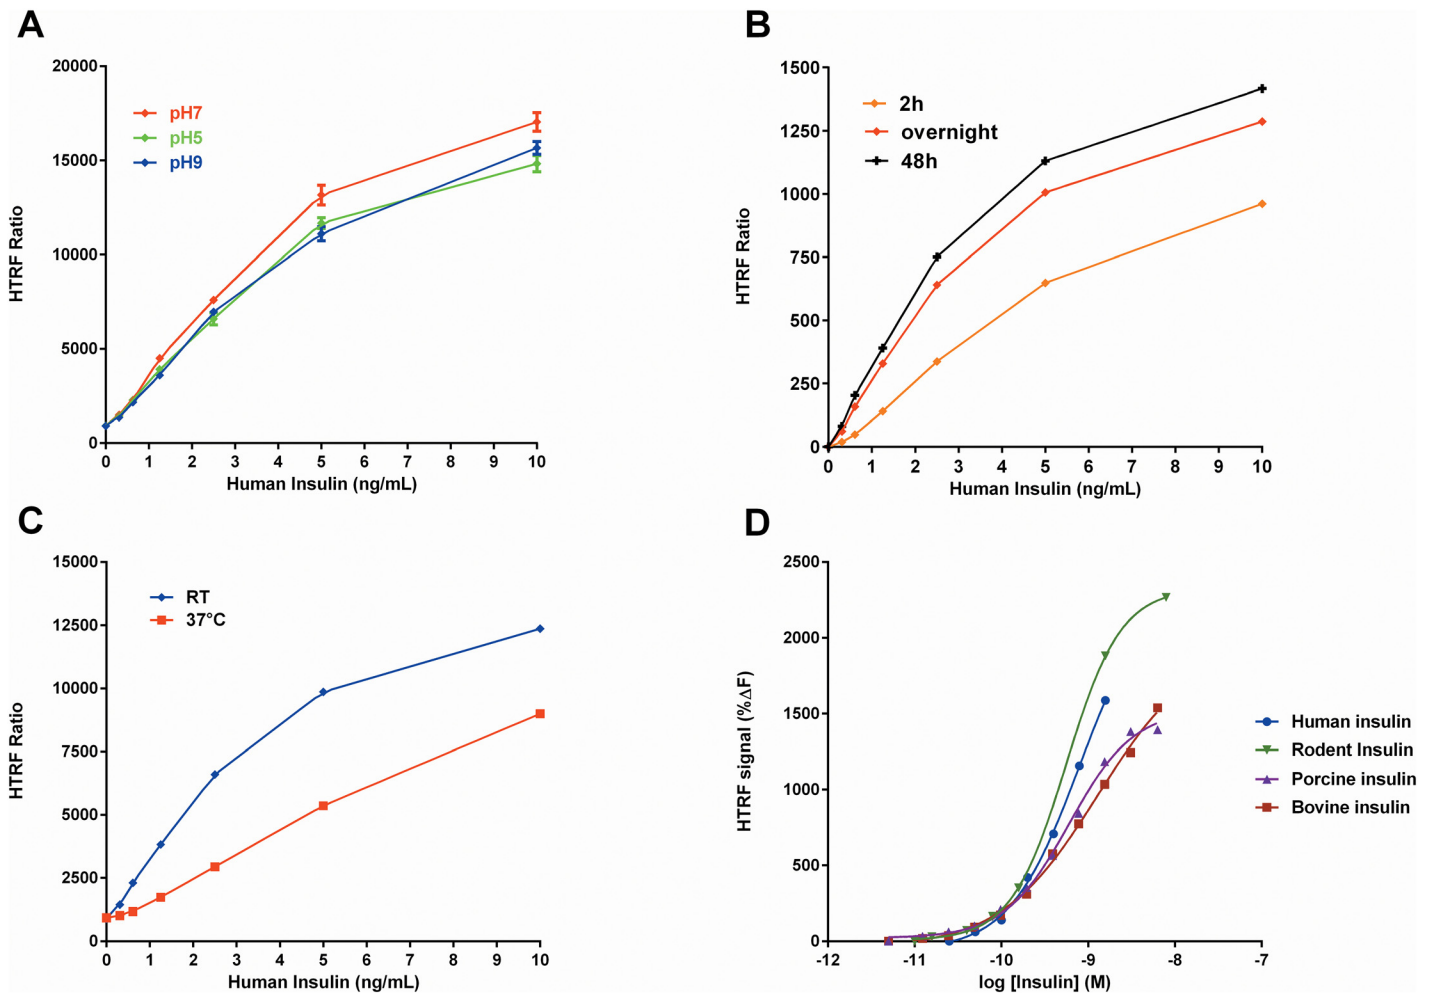 A
20000
15000
10000
5000
0
HTRF Ratio
pH7
pH5
pH9
0 1 2 3 4 5 6 7 8 9 10
Human Insulin (ng/mL)
B
1500
1250
1000
750
500
250
0
HTRF Ratio
2h
overnight
48h
0 1 2 3 4 5 6 7 8 9 10
Human Insulin (ng/mL)
C
15000
12500
10000
7500
5000
2500
0
HTRF Ratio
RT
37°C
0 1 2 3 4 5 6 7 8 9 10
Human Insulin (ng/mL)
D
2500
2000
1500
1000
500
0
HTRF signal (%ΔF)
-12 -11 -10 -9 -8 -7
log [Insulin] (M)
Human insulin
Rodent Insulin
Porcine insulin
Bovine insulin